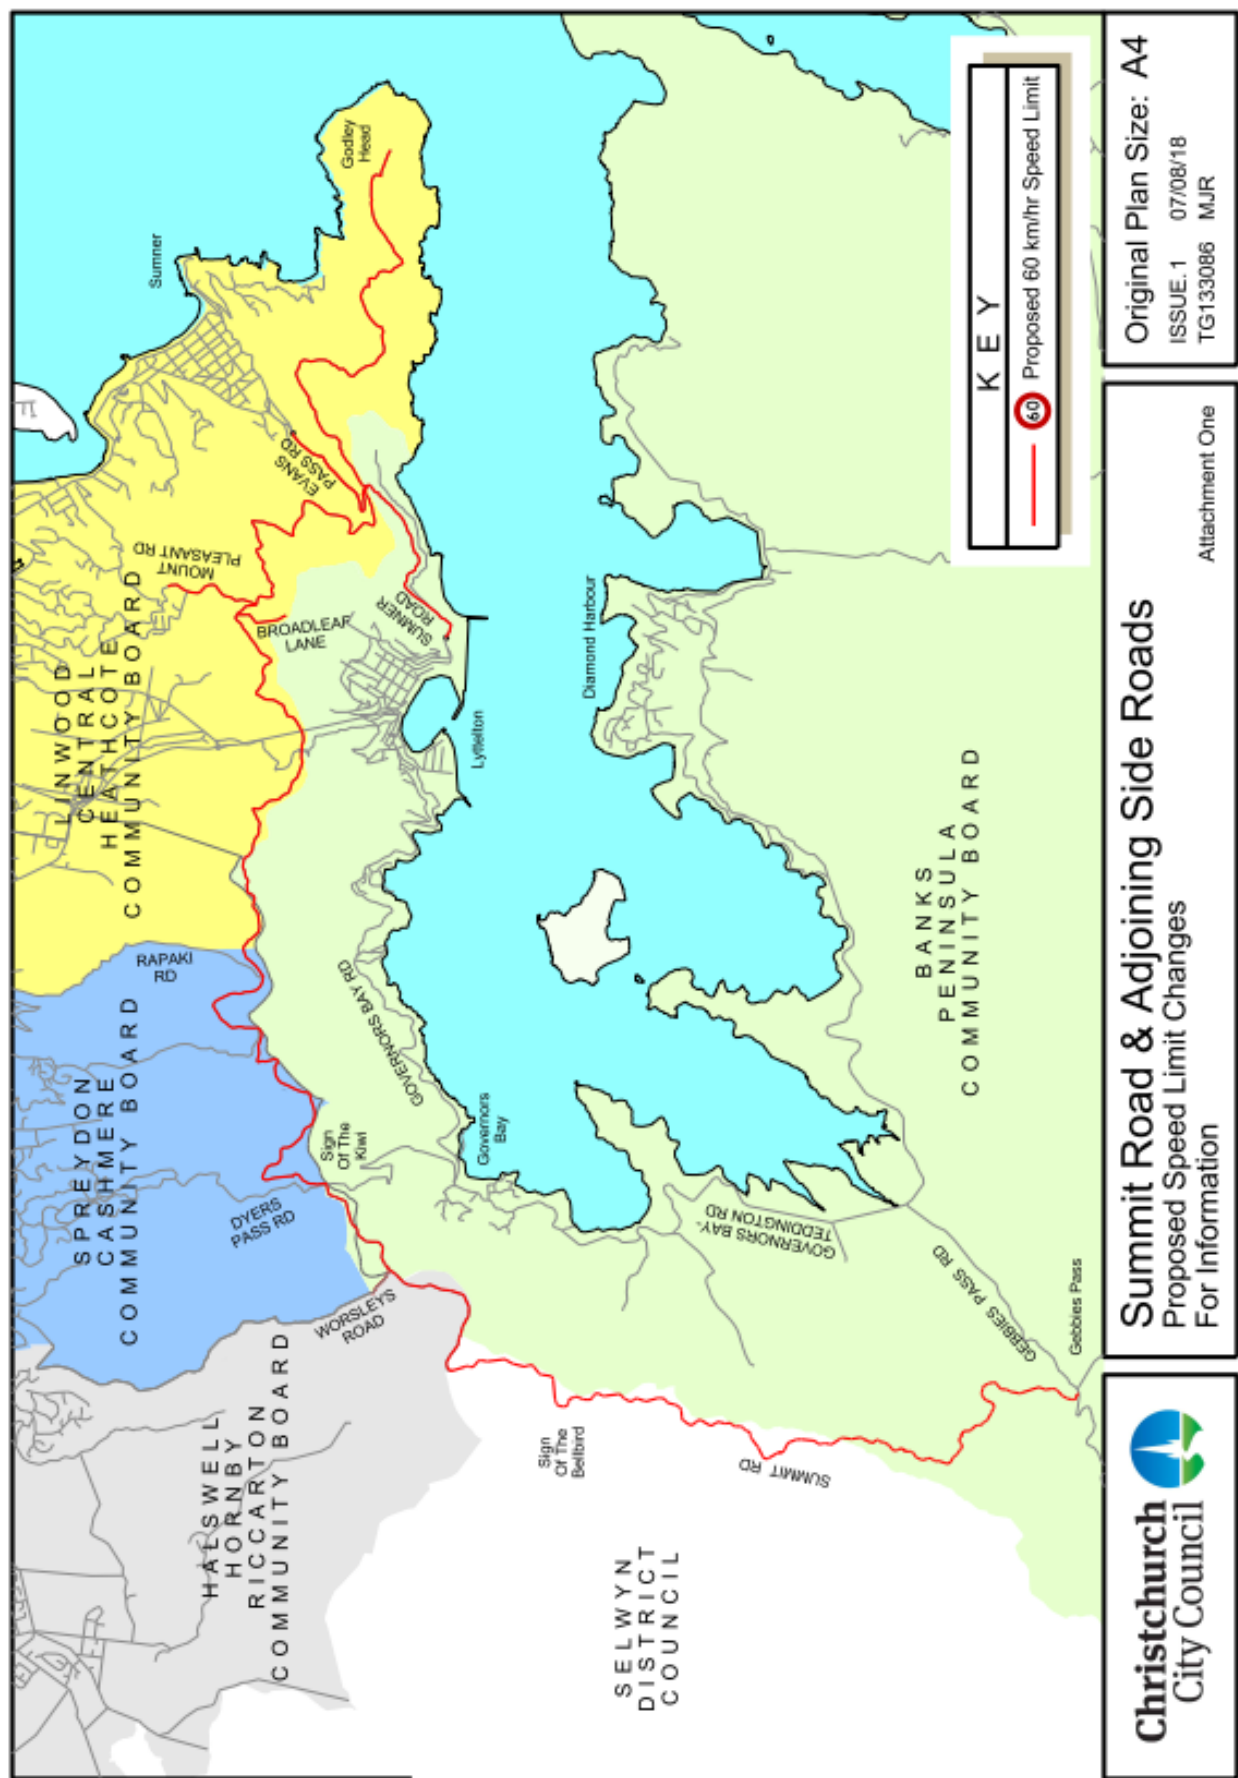 Sumner
Godley
Head
EVANS
PASS RD
MOUNT
PLEASANT RD
BROADLEAF
LANE
SUMNER
ROAD
Lyttelton
Diamond Harbour
LINWOOD
CENTRAL
HEATHCOTE
COMMUNITY BOARD
RAPAKI
RD
GOVERNORS BAY RD
SPREYDON
CASHMERE
COMMUNITY BOARD
DYERS
PASS RD
Sign
Of The
Kiwi
Governors
Bay
GOVERNORS BAY-
TEDDINGTON RD
BANKS
PENINSULA
COMMUNITY BOARD
WORSLEYS
ROAD
HALSWELL
HORNBY
RICCARTON
COMMUNITY BOARD
Sign
Of The
Bellbird
SUMMIT RD
GEBBIES PASS RD
Gebbies Pass
SELWYN
DISTRICT
COUNCIL
KEY
60 Proposed 60 km/hr Speed Limit
Christchurch
City Council
Summit Road & Adjoining Side Roads
Proposed Speed Limit Changes
For Information
Attachment One
Original Plan Size: A4
ISSUE.1 07/08/18
TG133086 MJR